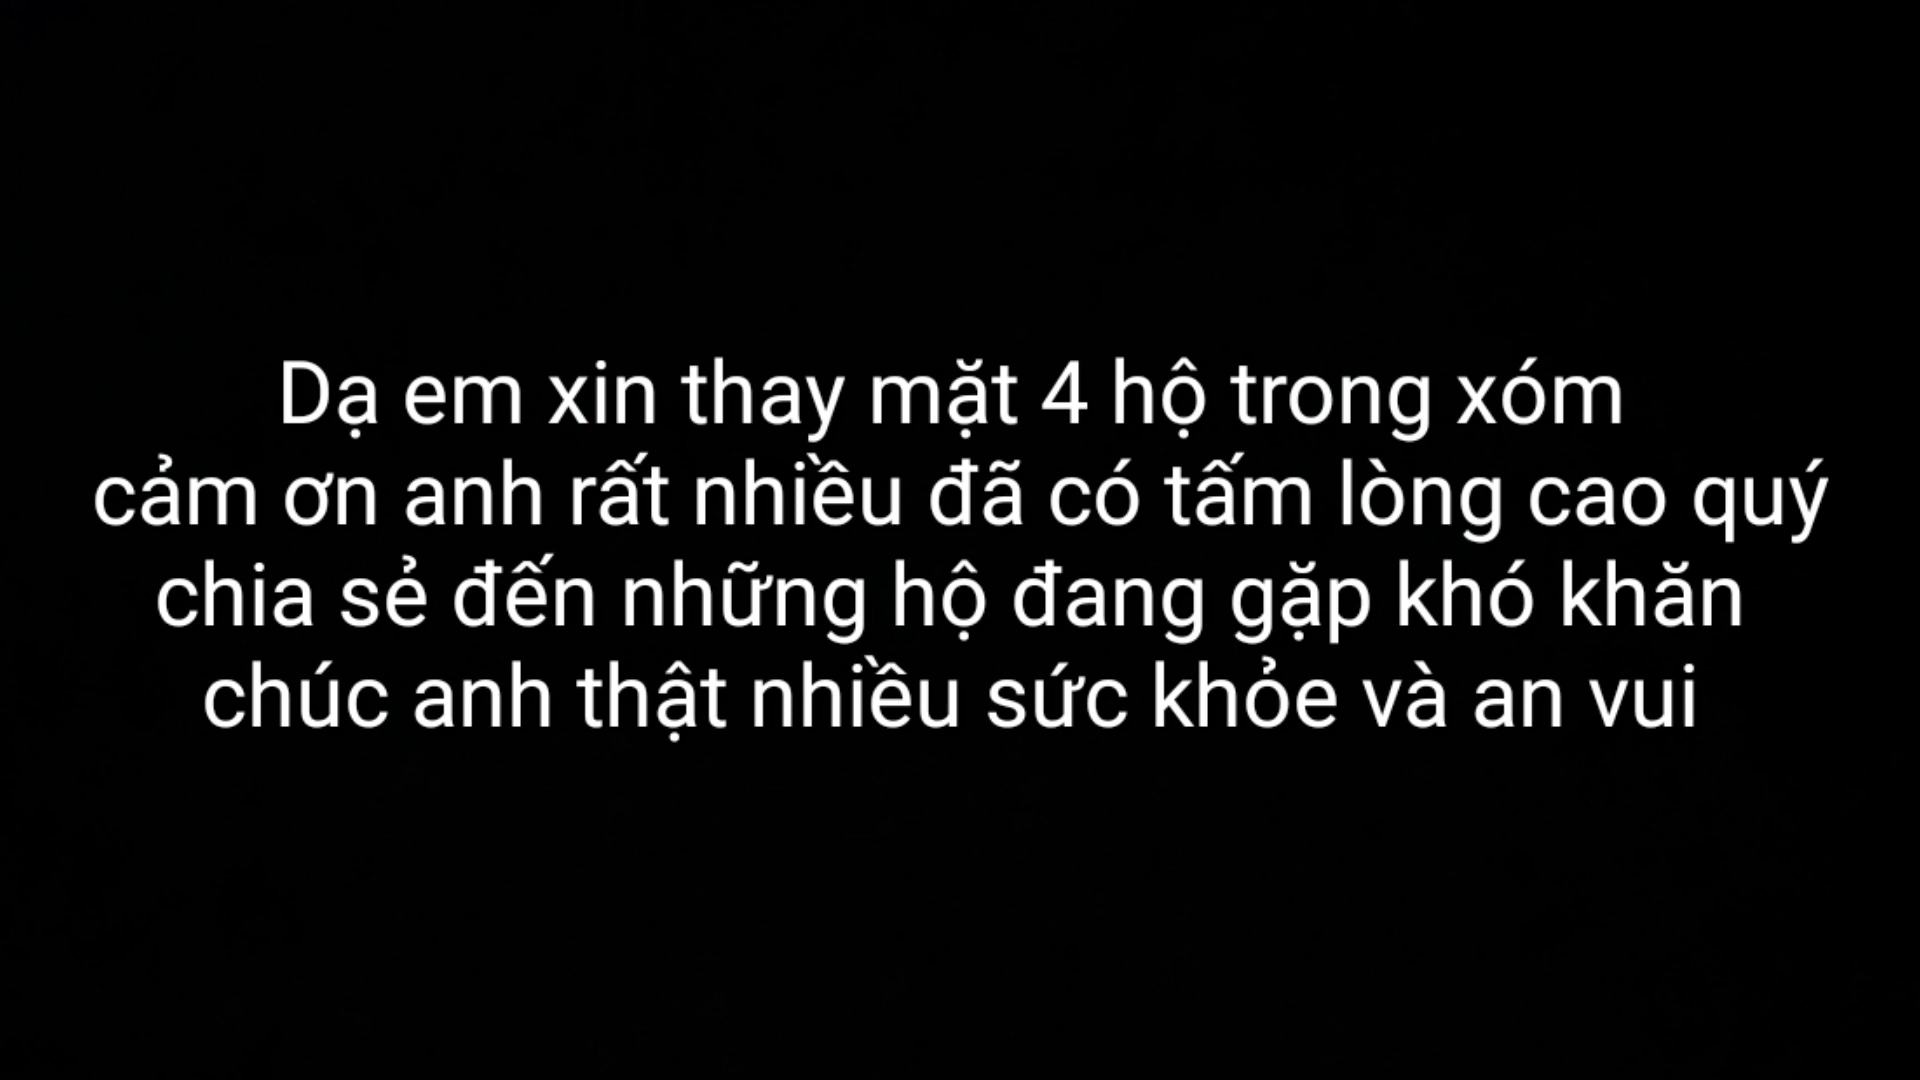 Dạ em xin thay mặt 4 hộ trong xóm
cảm ơn anh rất nhiều đã có tấm lòng cao quý
chia sẻ đến những hộ đang gặp khó khăn
chúc anh thật nhiều sức khỏe và an vui